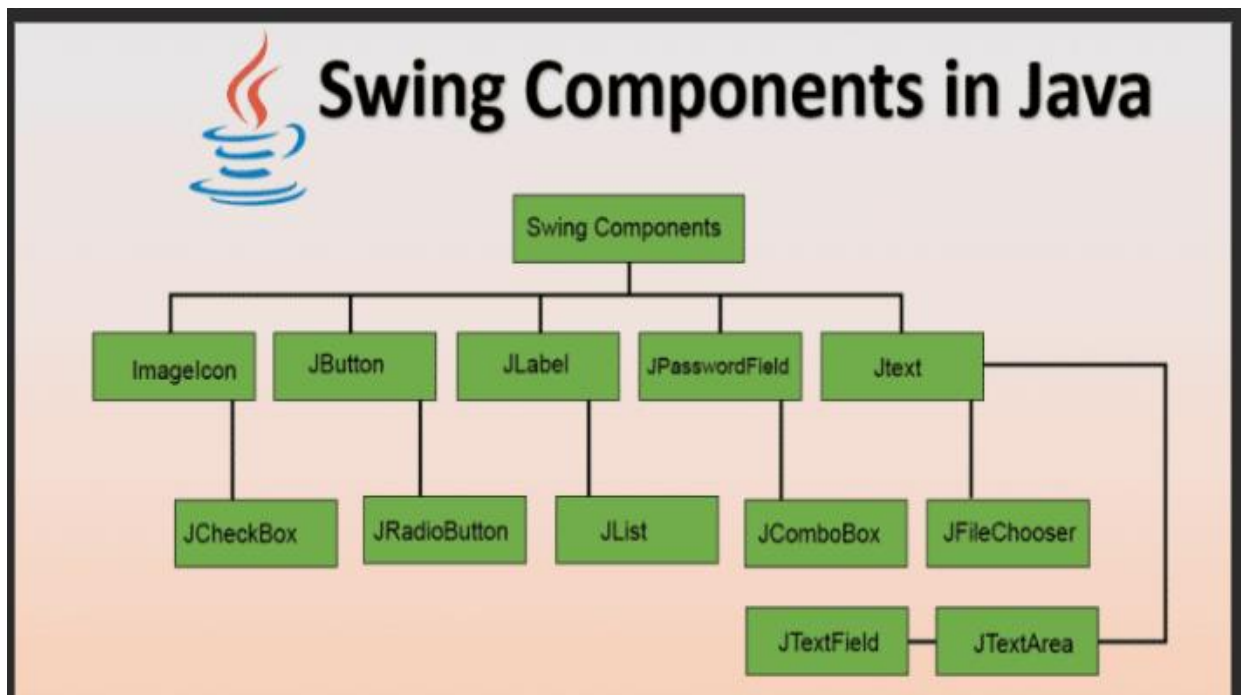 Swing Components in Java
Swing Components
ImageIcon
JButton
JLabel
JPasswordField
Jtext
JCheckBox
JRadioButton
JList
JComboBox
JFileChooser
JTextField
JTextArea